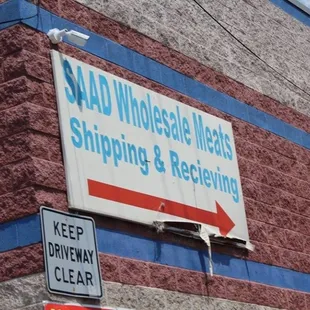 SAAD Wholesale Meats
Shipping & Recieving
KEEP
DRIVEWAY
CLEAR